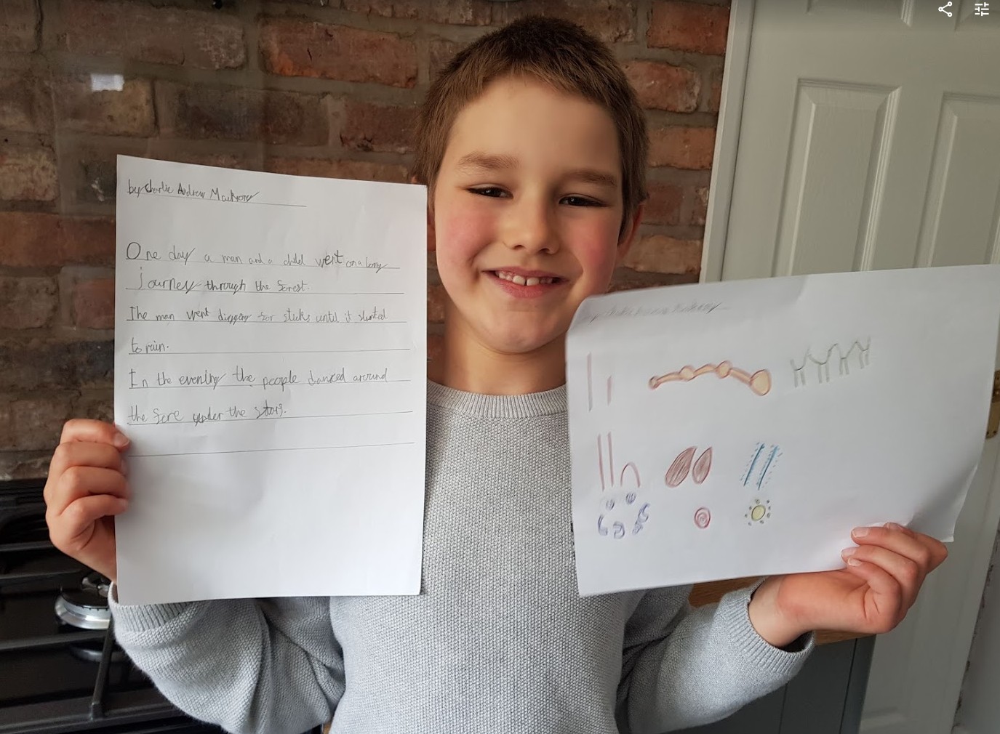 by Charlie Andrew
One day a man and a child went on a long
journey through the forest.
The man went digging for sticks until it started
to rain.
In the evening the people danced around
the fire under the stars.